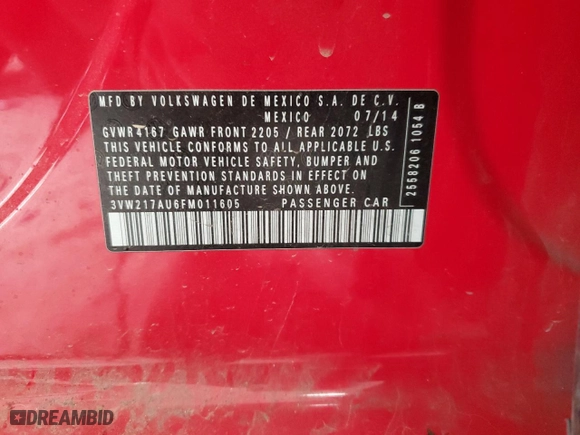 MFD BY VOLKSWAGEN DE MEXICO S.A. DE C.V.
MEXICO 07/14
GVWR 4167 GAWR FRONT 2205 / REAR 2072 LBS
THIS VEHICLE CONFORMS TO ALL APPLICABLE U.S.
FEDERAL MOTOR VEHICLE SAFETY, BUMPER AND
THEFT PREVENTION STANDARDS IN EFFECT ON THE
DATE OF MANUFACTURE SHOWN ABOVE.
3VW217AU6FM011605 PASSENGER CAR
2558206 1054 B
DREAMBID